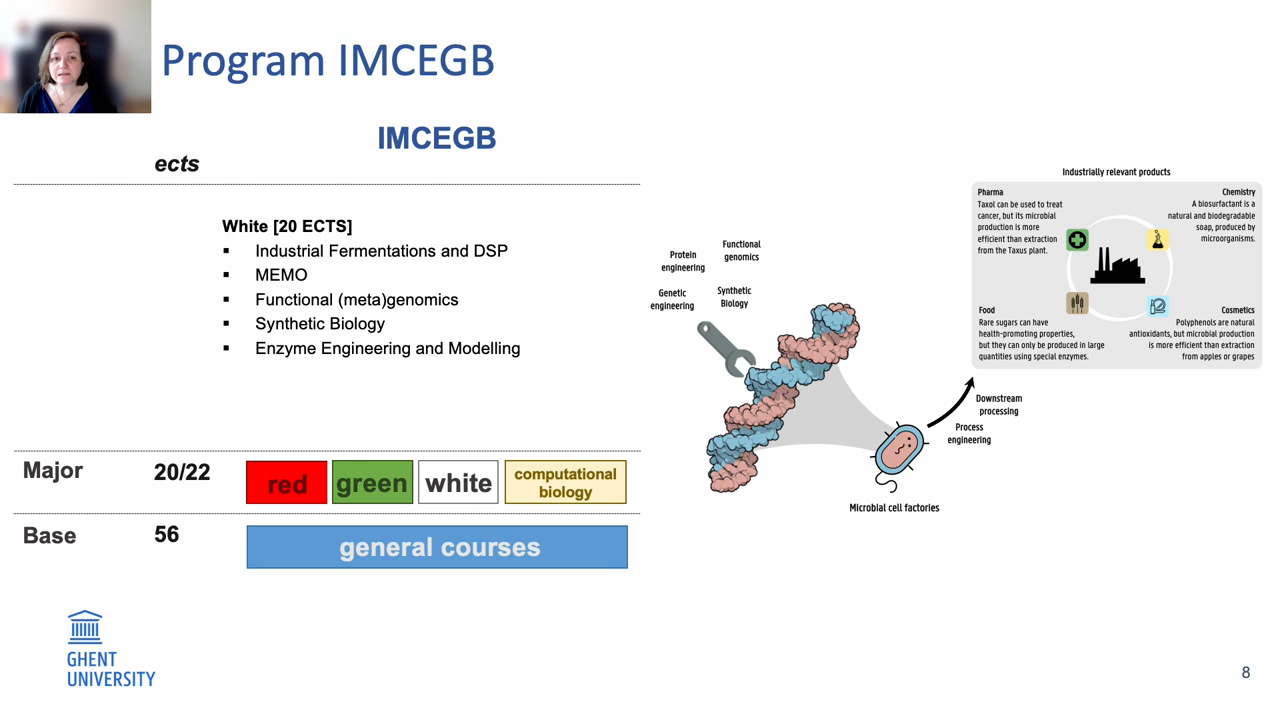 Program IMCEGB
IMCEGB
ects
White [20 ECTS]
▪ Industrial Fermentations and DSP
▪ MEMO
▪ Functional (meta)genomics
▪ Synthetic Biology
▪ Enzyme Engineering and Modelling
Major 20/22 red green white computational
biology
Base 56 general courses
Protein
engineering
Functional
genomics
Genetic
engineering
Synthetic
Biology
Microbial cell factories
Downstream
processing
Process
engineering
Industrially relevant products
Pharma
Taxol can be used to treat
cancer, but its microbial
production is more
efficient than extraction
from the Taxus plant.
Chemistry
A biosurfactant is a
natural and biodegradable
soap, produced by
microorganisms.
Food
Rare sugars can have
health-promoting properties,
but they can only be produced in large
quantities using special enzymes.
Cosmetics
Polyphenols are natural
antioxidants, but microbial production
is more efficient than extraction
from apples or grapes
GHENT
UNIVERSITY
8